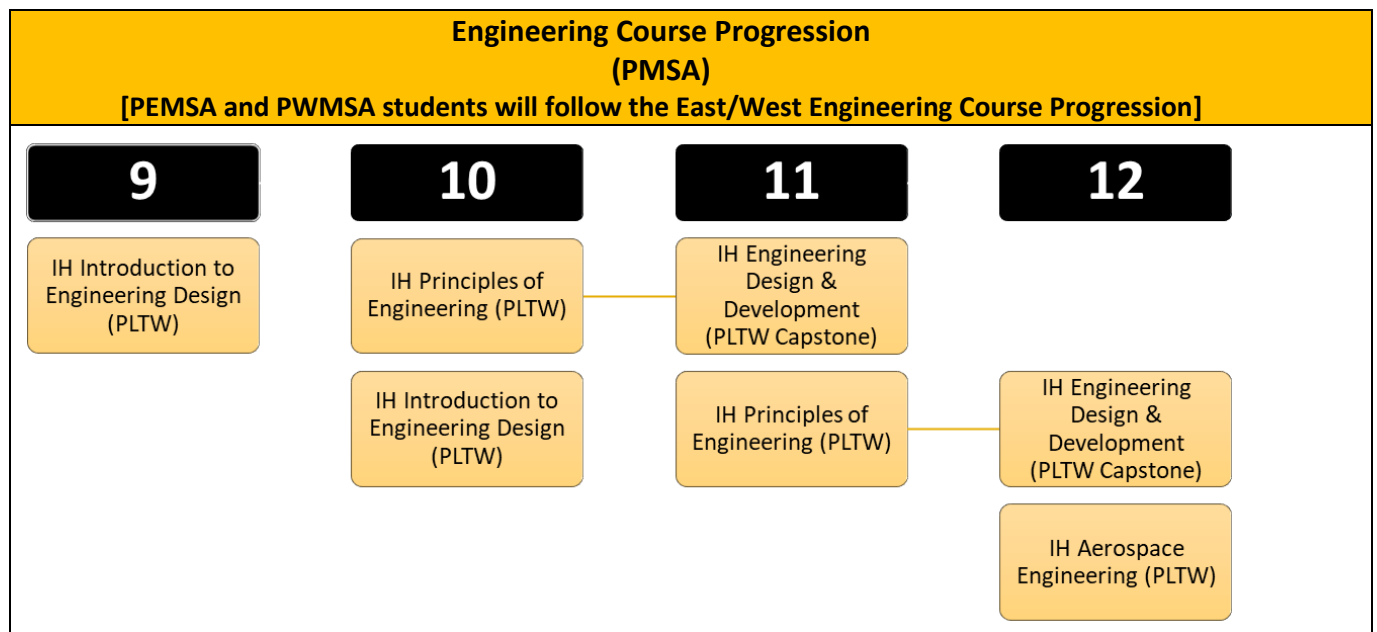 Engineering Course Progression
(PMSA)
[PEMSA and PWMSA students will follow the East/West Engineering Course Progression]
9
10
11
12
IH Introduction to
Engineering Design
(PLTW)
IH Principles of
Engineering (PLTW)
IH Engineering
Design &
Development
(PLTW Capstone)
IH Introduction to
Engineering Design
(PLTW)
IH Principles of
Engineering (PLTW)
IH Engineering
Design &
Development
(PLTW Capstone)
IH Aerospace
Engineering (PLTW)